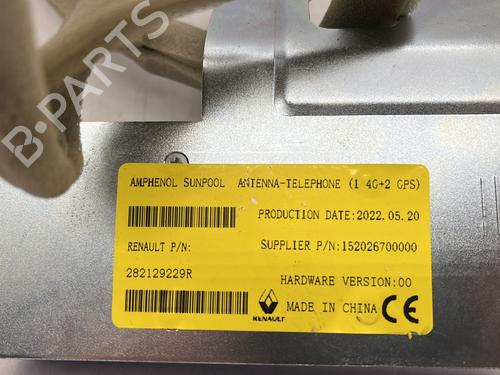 B-PARTS
AMPHENOL SUNPOOL ANTENNA-TELEPHONE (1 4G+2 GPS)
PRODUCTION DATE:2022.05.20
RENAULT P/N: SUPPLIER P/N:152026700000
282129229R
HARDWARE VERSION:00
RENAULT MADE IN CHINA CE